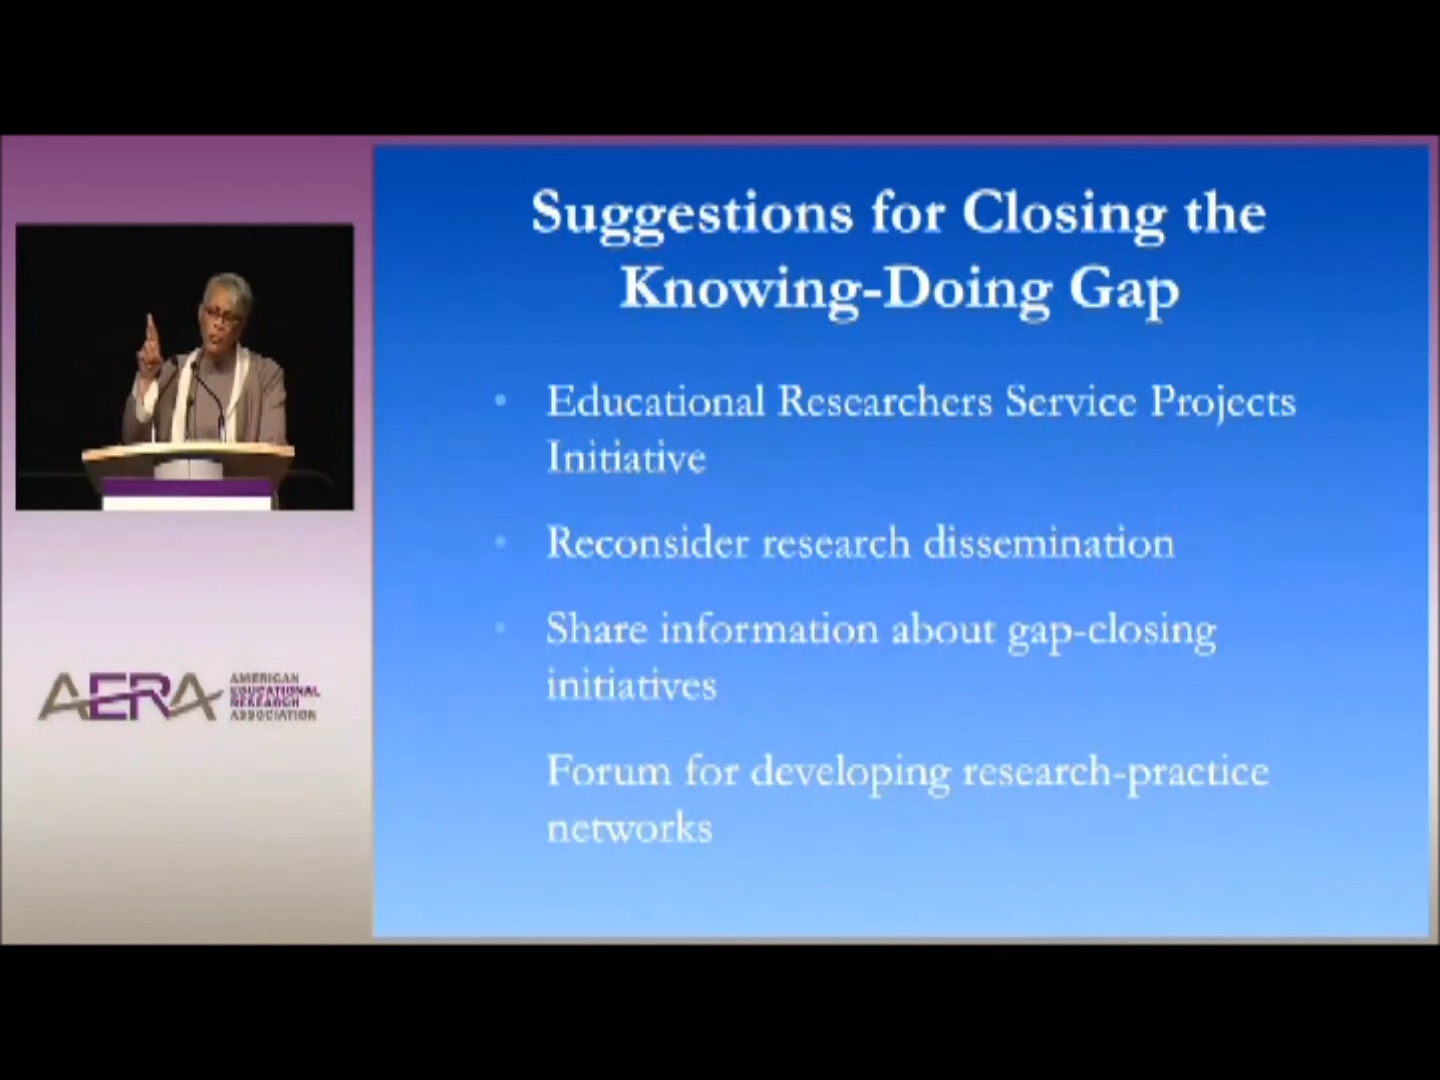 Suggestions for Closing the
Knowing-Doing Gap
• Educational Researchers Service Projects
Initiative
• Reconsider research dissemination
• Share information about gap-closing
initiatives
Forum for developing research-practice
networks
AERA
AMERICAN
EDUCATIONAL
RESEARCH
ASSOCIATION